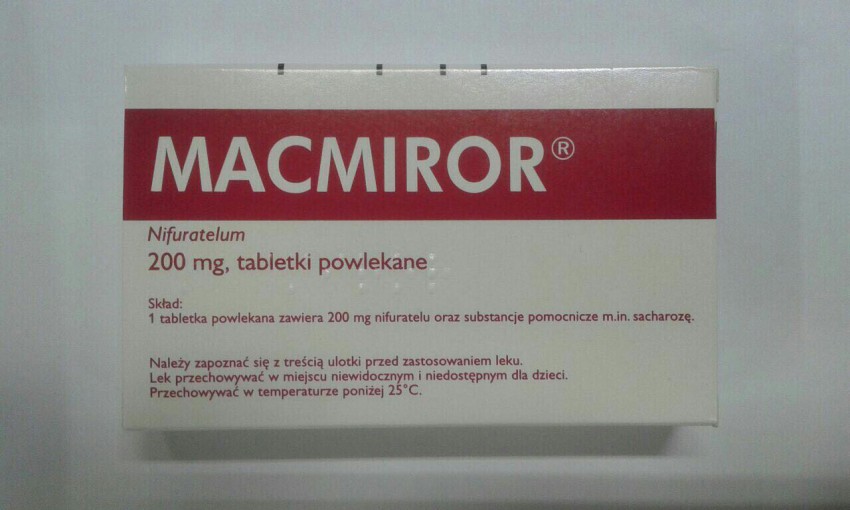 MACMIROR®
Nifuratelum
200 mg, tabletki powlekane
Skład:
1 tabletka powlekana zawiera 200 mg nifuratelu oraz substancje pomocnicze m.in. sacharozę.
Należy zapoznać się z treścią ulotki przed zastosowaniem leku.
Lek przechowywać w miejscu niewidocznym i niedostępnym dla dzieci.
Przechowywać w temperaturze poniżej 25°C.